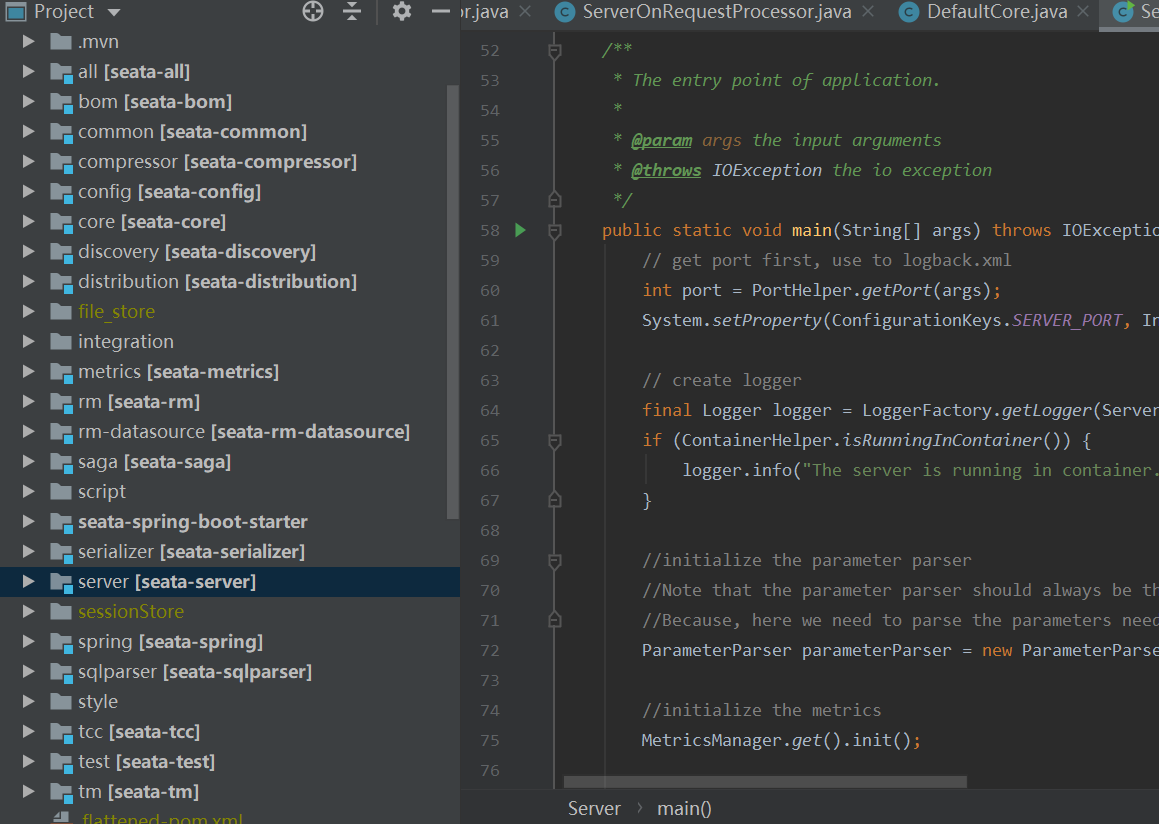 Project
r.java
ServerOnRequestProcessor.java
DefaultCore.java
Se
.mvn
all [seata-all]
bom [seata-bom]
common [seata-common]
compressor [seata-compressor]
config [seata-config]
core [seata-core]
discovery [seata-discovery]
distribution [seata-distribution]
file_store
integration
metrics [seata-metrics]
rm [seata-rm]
rm-datasource [seata-rm-datasource]
saga [seata-saga]
script
seata-spring-boot-starter
serializer [seata-serializer]
server [seata-server]
sessionStore
spring [seata-spring]
sqlparser [seata-sqlparser]
style
tcc [seata-tcc]
test [seata-test]
tm [seata-tm]
.flattened-pom.xml
52 /**
53 * The entry point of application.
54 *
55 * @param args the input arguments
56 * @throws IOException the io exception
57 */
58 public static void main(String[] args) throws IOExceptio
59 // get port first, use to logback.xml
60 int port = PortHelper.getPort(args);
61 System.setProperty(ConfigurationKeys.SERVER_PORT, In
62
63 // create logger
64 final Logger logger = LoggerFactory.getLogger(Server
65 if (ContainerHelper.isRunningInContainer()) {
66 logger.info("The server is running in container.
67 }
68
69 //initialize the parameter parser
70 //Note that the parameter parser should always be th
71 //Because, here we need to parse the parameters need
72 ParameterParser parameterParser = new ParameterParse
73
74 //initialize the metrics
75 MetricsManager.get().init();
76
Server
main()